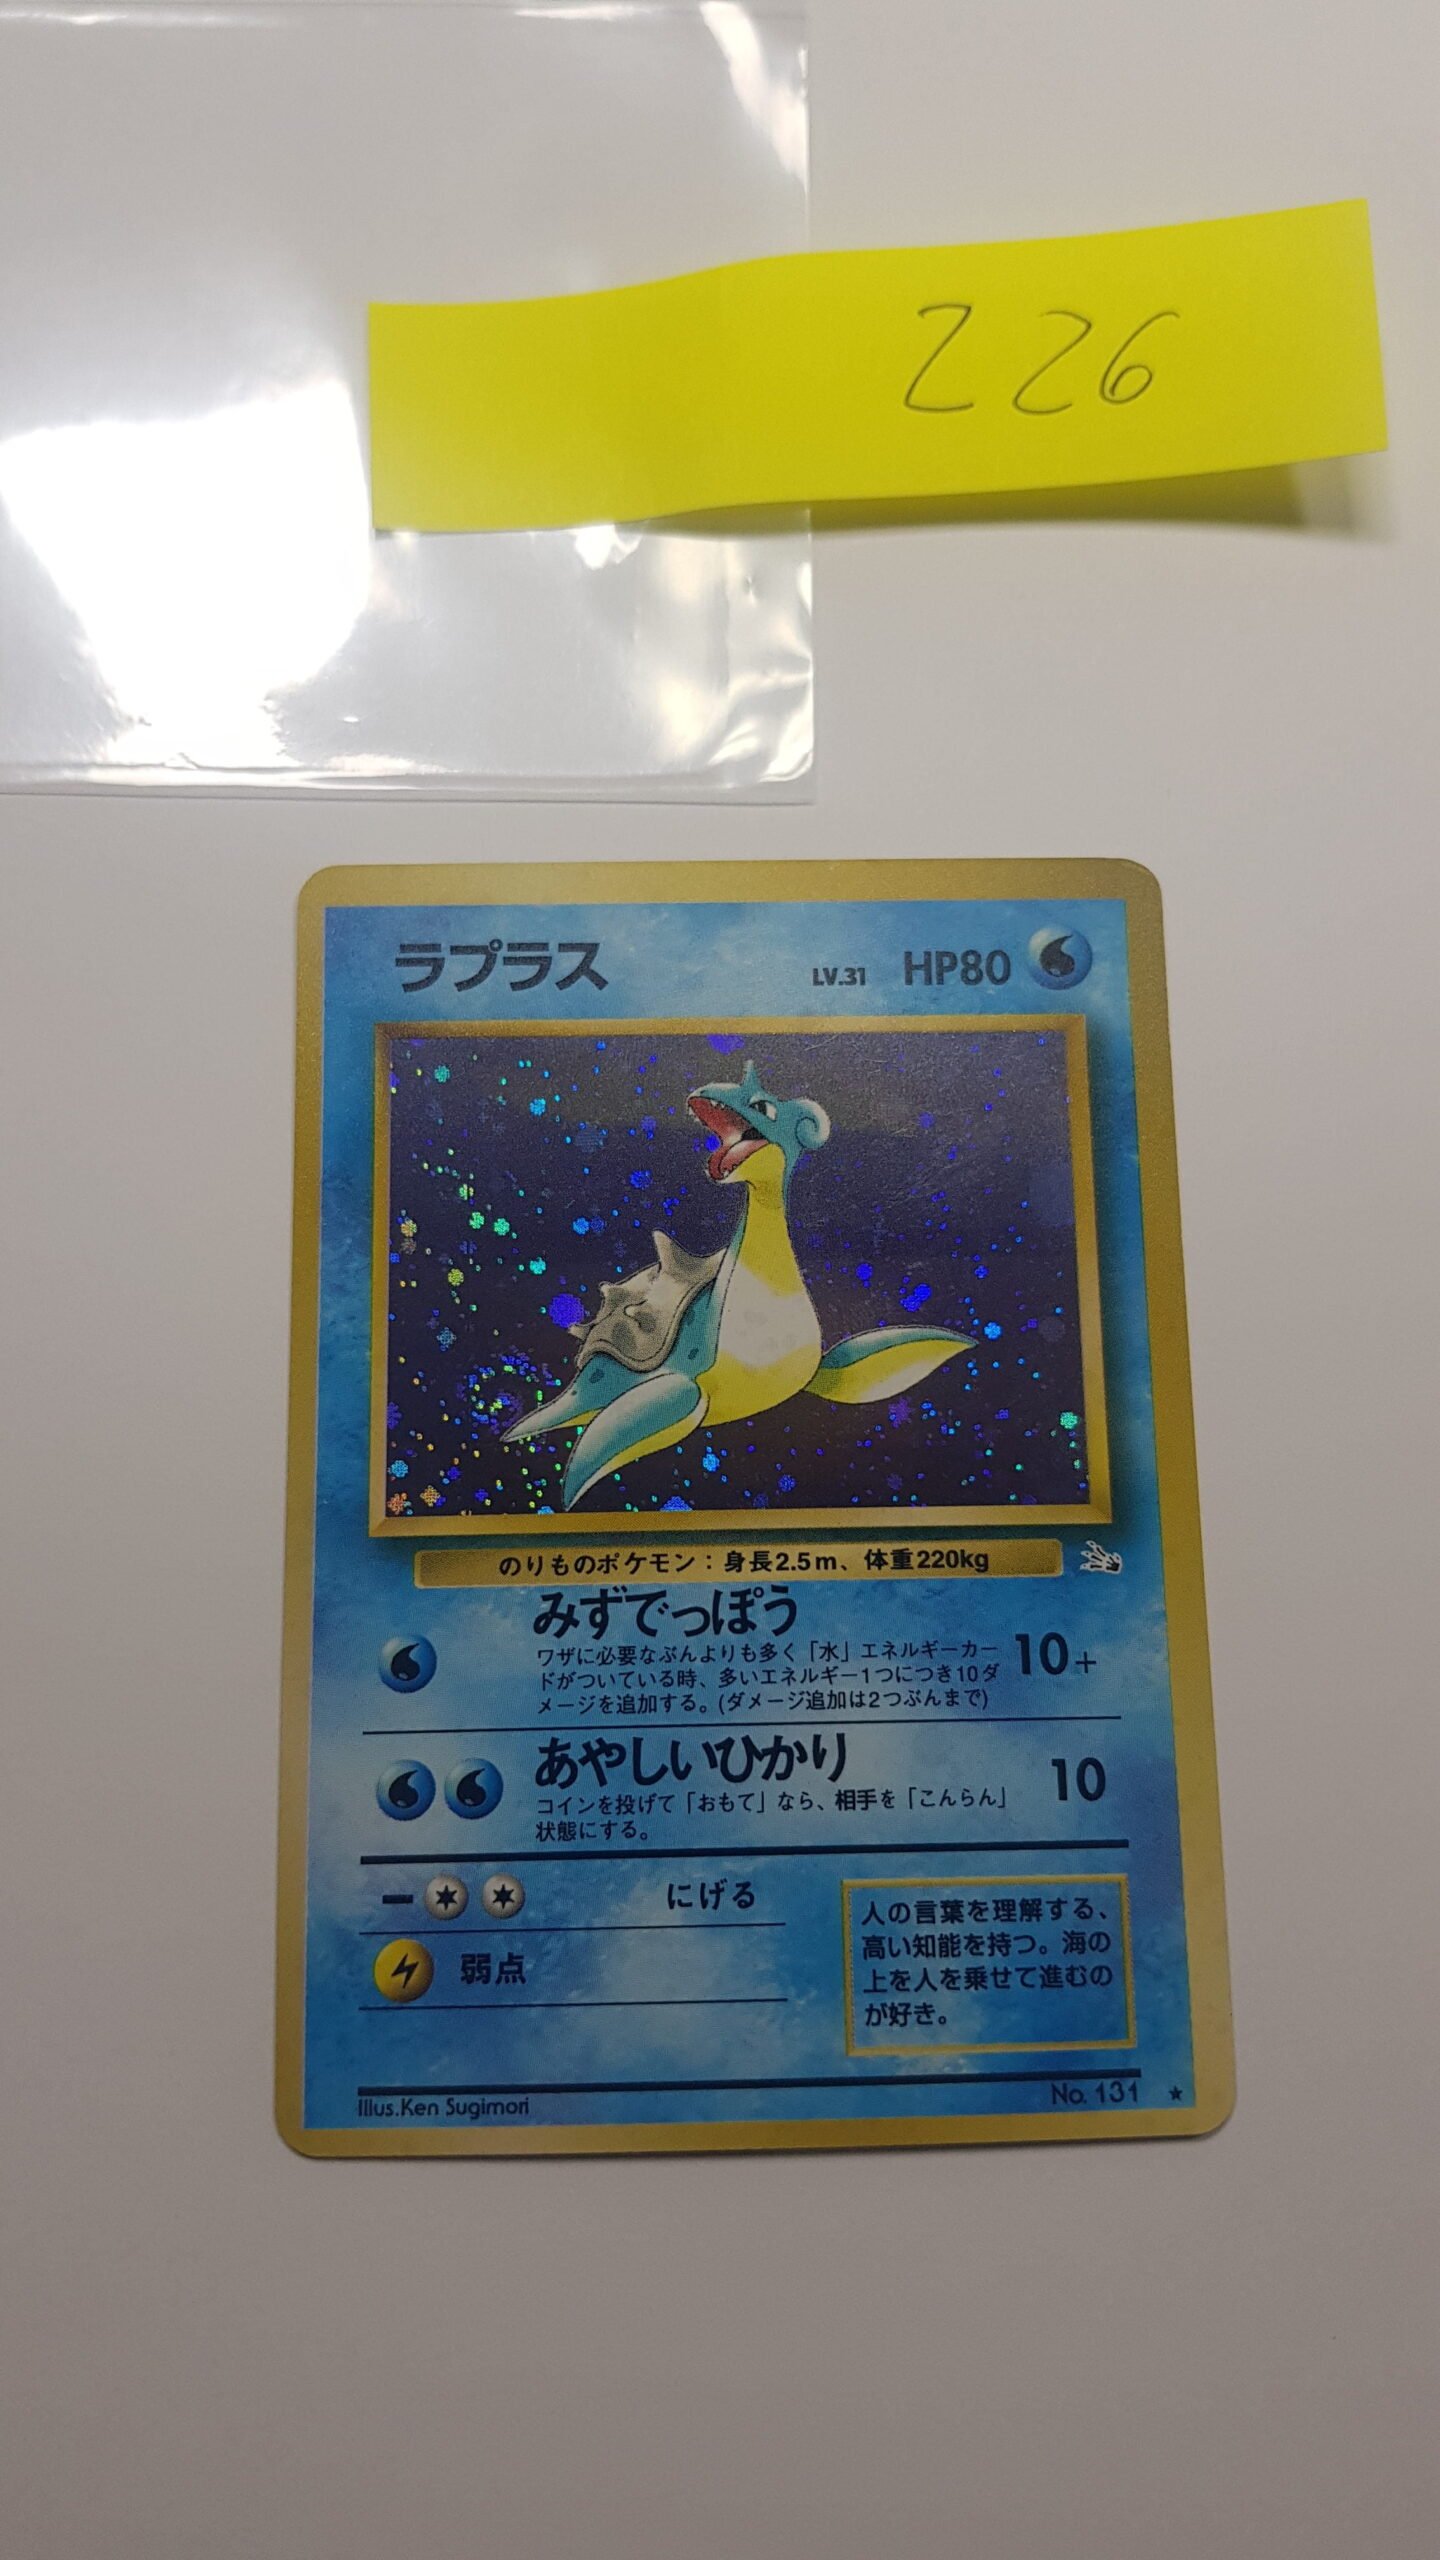 226
ラプラス LV.31 HP80
のりものポケモン：身長2.5m、体重220kg
みずでっぽう
ワザに必要なぶんよりも多く「水」エネルギーカー
ドがついている時、多いエネルギー1つにつき10ダ
メージを追加する。(ダメージ追加は2つぶんまで)
10+
あやしいひかり
コインを投げて「おもて」なら、相手を「こんらん」
状態にする。
10
にげる
弱点
人の言葉を理解する、
高い知能を持つ。海の
上を人を乗せて進むの
が好き。
Illus.Ken Sugimori
No. 131 ★